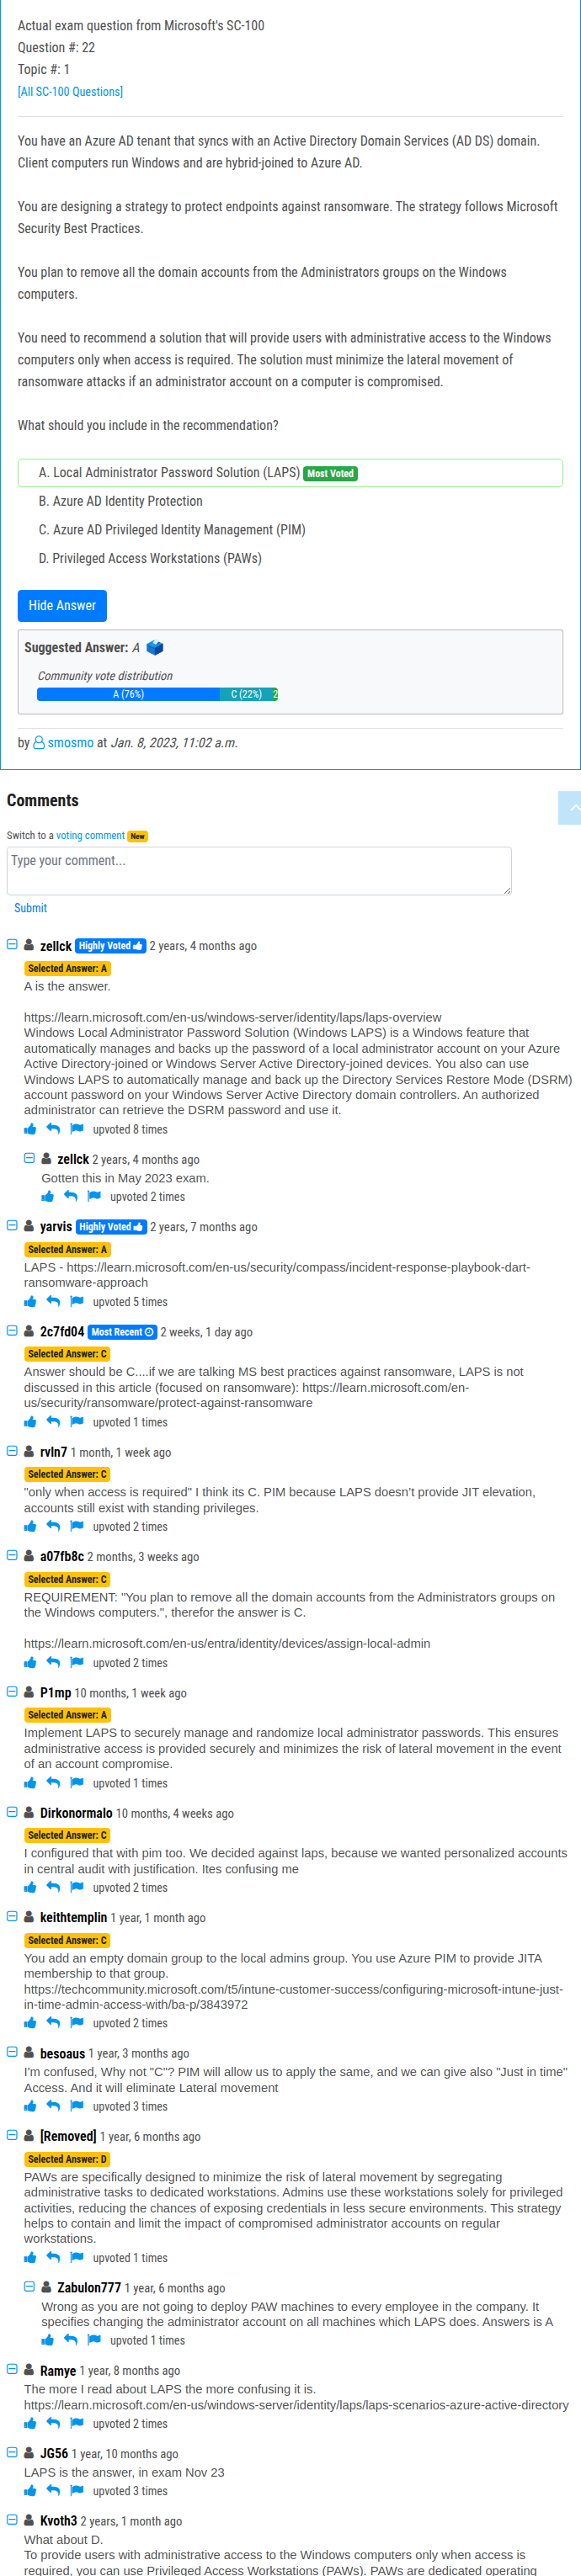 Actual exam question from Microsoft's SC-100
Question #: 22
Topic #: 1
[All SC-100 Questions]
You have an Azure AD tenant that syncs with an Active Directory Domain Services (AD DS) domain.
Client computers run Windows and are hybrid-joined to Azure AD.
You are designing a strategy to protect endpoints against ransomware. The strategy follows Microsoft
Security Best Practices.
You plan to remove all the domain accounts from the Administrators groups on the Windows
computers.
You need to recommend a solution that will provide users with administrative access to the Windows
computers only when access is required. The solution must minimize the lateral movement of
ransomware attacks if an administrator account on a computer is compromised.
What should you include in the recommendation?
A. Local Administrator Password Solution (LAPS) Most Voted
B. Azure AD Identity Protection
C. Azure AD Privileged Identity Management (PIM)
D. Privileged Access Workstations (PAWs)
Hide Answer
Suggested Answer: A
Community vote distribution
A (76%) C (22%) 2
by smosmo at Jan. 8, 2023, 11:02 a.m.
Comments
Switch to a voting comment New
Type your comment...
Submit
zellck Highly Voted 2 years, 4 months ago
Selected Answer: A
A is the answer.
https://learn.microsoft.com/en-us/windows-server/identity/laps/laps-overview
Windows Local Administrator Password Solution (Windows LAPS) is a Windows feature that
automatically manages and backs up the password of a local administrator account on your Azure
Active Directory-joined or Windows Server Active Directory-joined devices. You also can use
Windows LAPS to automatically manage and back up the Directory Services Restore Mode (DSRM)
account password on your Windows Server Active Directory domain controllers. An authorized
administrator can retrieve the DSRM password and use it.
upvoted 8 times
zellck 2 years, 4 months ago
Gotten this in May 2023 exam.
upvoted 2 times
yarvis Highly Voted 2 years, 7 months ago
Selected Answer: A
LAPS - https://learn.microsoft.com/en-us/security/compass/incident-response-playbook-dart-
ransomware-approach
upvoted 5 times
2c7fd04 Most Recent 2 weeks, 1 day ago
Selected Answer: C
Answer should be C....if we are talking MS best practices against ransomware, LAPS is not
discussed in this article (focused on ransomware): https://learn.microsoft.com/en-
us/security/ransomware/protect-against-ransomware
upvoted 1 times
rvln7 1 month, 1 week ago
Selected Answer: C
"only when access is required" I think its C. PIM because LAPS doesn't provide JIT elevation,
accounts still exist with standing privileges.
upvoted 2 times
a07fb8c 2 months, 3 weeks ago
Selected Answer: C
REQUIREMENT: "You plan to remove all the domain accounts from the Administrators groups on
the Windows computers.", therefor the answer is C.
https://learn.microsoft.com/en-us/entra/identity/devices/assign-local-admin
upvoted 2 times
P1mp 10 months, 1 week ago
Selected Answer: A
Implement LAPS to securely manage and randomize local administrator passwords. This ensures
administrative access is provided securely and minimizes the risk of lateral movement in the event
of an account compromise.
upvoted 1 times
Dirkonormalo 10 months, 4 weeks ago
Selected Answer: C
I configured that with pim too. We decided against laps, because we wanted personalized accounts
in central audit with justification. Ites confusing me
upvoted 2 times
keithtemplin 1 year, 1 month ago
Selected Answer: C
You add an empty domain group to the local admins group. You use Azure PIM to provide JITA
membership to that group.
https://techcommunity.microsoft.com/t5/intune-customer-success/configuring-microsoft-intune-just-
in-time-admin-access-with/ba-p/3843972
upvoted 2 times
besoaus 1 year, 3 months ago
I'm confused, Why not "C"? PIM will allow us to apply the same, and we can give also "Just in time"
Access. And it will eliminate Lateral movement
upvoted 3 times
[Removed] 1 year, 6 months ago
Selected Answer: D
PAWs are specifically designed to minimize the risk of lateral movement by segregating
administrative tasks to dedicated workstations. Admins use these workstations solely for privileged
activities, reducing the chances of exposing credentials in less secure environments. This strategy
helps to contain and limit the impact of compromised administrator accounts on regular
workstations.
upvoted 1 times
Zabulon777 1 year, 6 months ago
Wrong as you are not going to deploy PAW machines to every employee in the company. It
specifies changing the administrator account on all machines which LAPS does. Answers is A
upvoted 1 times
Ramye 1 year, 8 months ago
The more I read about LAPS the more confusing it is.
https://learn.microsoft.com/en-us/windows-server/identity/laps/laps-scenarios-azure-active-directory
upvoted 2 times
JG56 1 year, 10 months ago
LAPS is the answer, in exam Nov 23
upvoted 3 times
Kvoth3 2 years, 1 month ago
What about D.
To provide users with administrative access to the Windows computers only when access is
required, you can use Privileged Access Workstations (PAWs). PAWs are dedicated operating